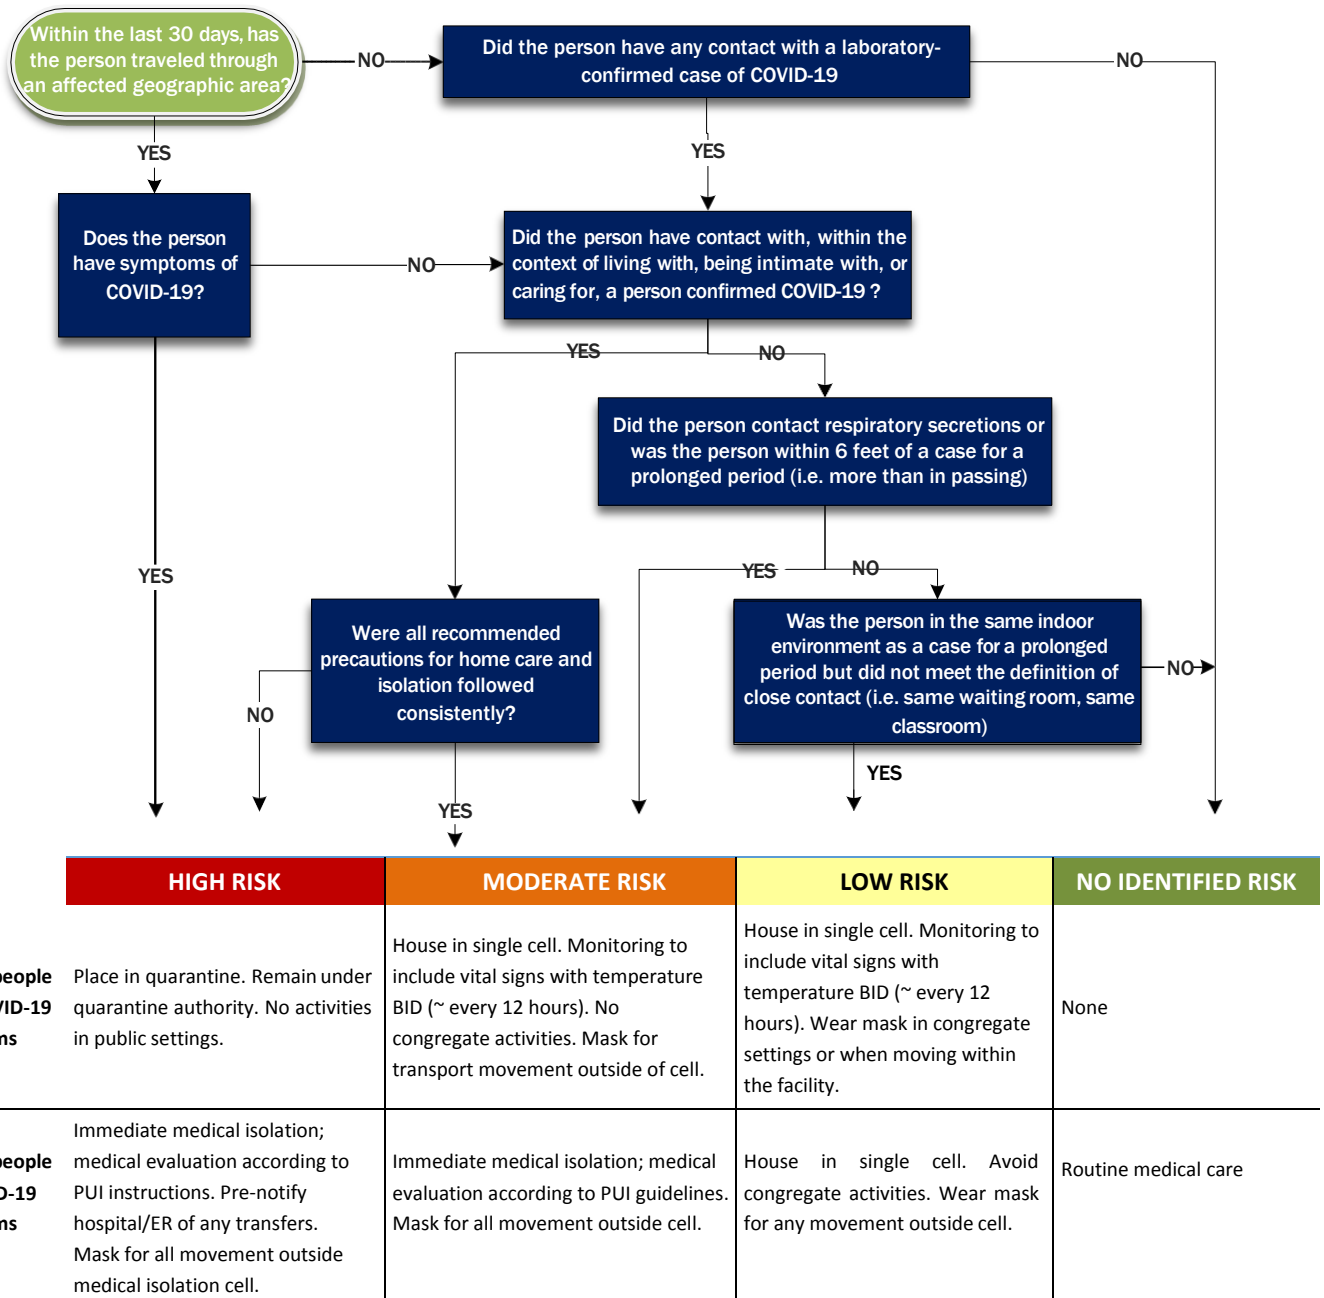 Within the last 30 days, has
the person traveled through
an affected geographic area?
NO
Did the person have any contact with a laboratory-
confirmed case of COVID-19
NO
YES
YES
Does the person
have symptoms of
COVID-19?
NO
Did the person have contact with, within the
context of living with, being intimate with, or
caring for, a person confirmed COVID-19 ?
YES
NO
Did the person contact respiratory secretions or
was the person within 6 feet of a case for a
prolonged period (i.e. more than in passing)
YES
YES
NO
Were all recommended
precautions for home care and
isolation followed
consistently?
Was the person in the same indoor
environment as a case for a prolonged
period but did not meet the definition of
close contact (i.e. same waiting room, same
classroom)
NO
NO
YES
YES
HIGH RISK
MODERATE RISK
LOW RISK
NO IDENTIFIED RISK
people
VID-19
ms
Place in quarantine. Remain under
quarantine authority. No activities
in public settings.
House in single cell. Monitoring to
include vital signs with temperature
BID (~ every 12 hours). No
congregate activities. Mask for
transport movement outside of cell.
House in single cell. Monitoring to
include vital signs with
temperature BID (~ every 12
hours). Wear mask in congregate
settings or when moving within
the facility.
None
people
D-19
ms
Immediate medical isolation;
medical evaluation according to
PUI instructions. Pre-notify
hospital/ER of any transfers.
Mask for all movement outside
medical isolation cell.
Immediate medical isolation; medical
evaluation according to PUI guidelines.
Mask for all movement outside cell.
House in single cell. Avoid
congregate activities. Wear mask
for any movement outside cell.
Routine medical care